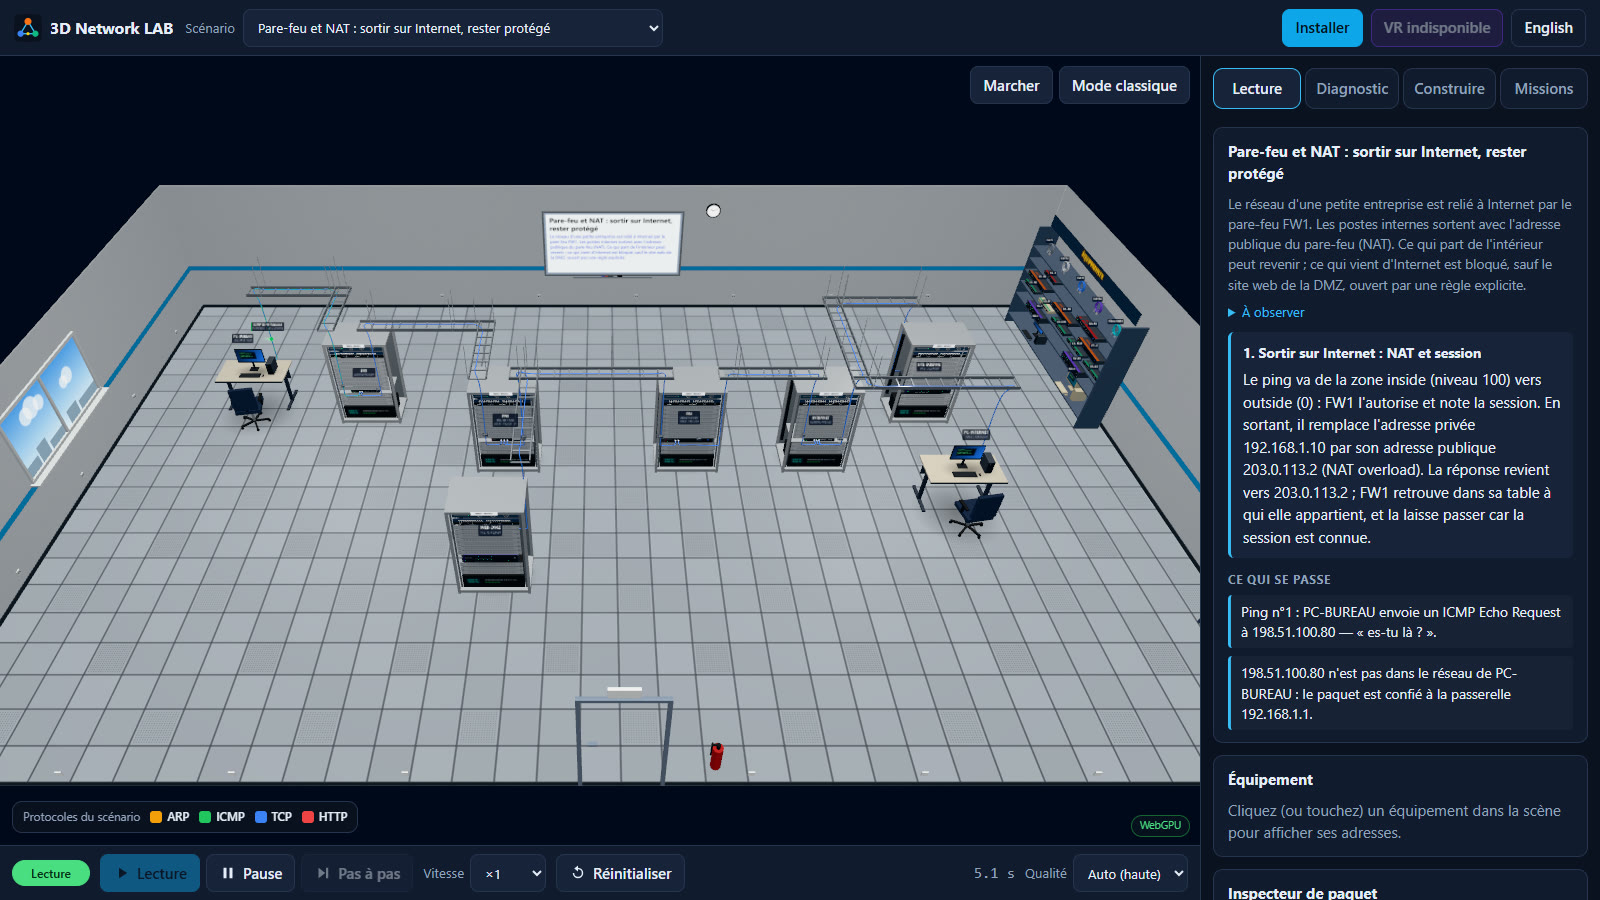 3D Network LAB
Scénario
Pare-feu et NAT : sortir sur Internet, rester protégé
Installer
VR indisponible
English
Marcher
Mode classique
Lecture
Diagnostic
Construire
Missions
Pare-feu et NAT : sortir sur Internet,
rester protégé
Pare-feu et NAT : sortir sur Internet, rester
protégé
Le réseau d'une petite entreprise est relié à Internet par le
pare-feu FW1. Les postes internes sortent avec l'adresse
publique du pare-feu (NAT). Ce qui part de l'intérieur
peut revenir ; ce qui vient d'Internet est bloqué, sauf le
site web de la DMZ, ouvert par une règle explicite.
À observer
1. Sortir sur Internet : NAT et session
Le ping va de la zone inside (niveau 100) vers
outside (0) : FW1 l'autorise et note la session. En
sortant, il remplace l'adresse privée
192.168.1.10 par son adresse publique
203.0.113.2 (NAT overload). La réponse revient
vers 203.0.113.2 ; FW1 retrouve dans sa table à
qui elle appartient, et la laisse passer car la
session est connue.
CE QUI SE PASSE
Ping n°1 : PC-BUREAU envoie un ICMP Echo Request
à 198.51.100.80 — « es-tu là ? ».
198.51.100.80 n'est pas dans le réseau de PC-
BUREAU : le paquet est confié à la passerelle
192.168.1.1.
Équipement
Cliquez (ou touchez) un équipement dans la scène
pour afficher ses adresses.
Inspecteur de paquet
Protocoles du scénario
ARP
ICMP
TCP
HTTP
WebGPU
Lecture
Lecture
Pause
Pas à pas
Vitesse
×1
Réinitialiser
5.1 s
Qualité
Auto (haute)